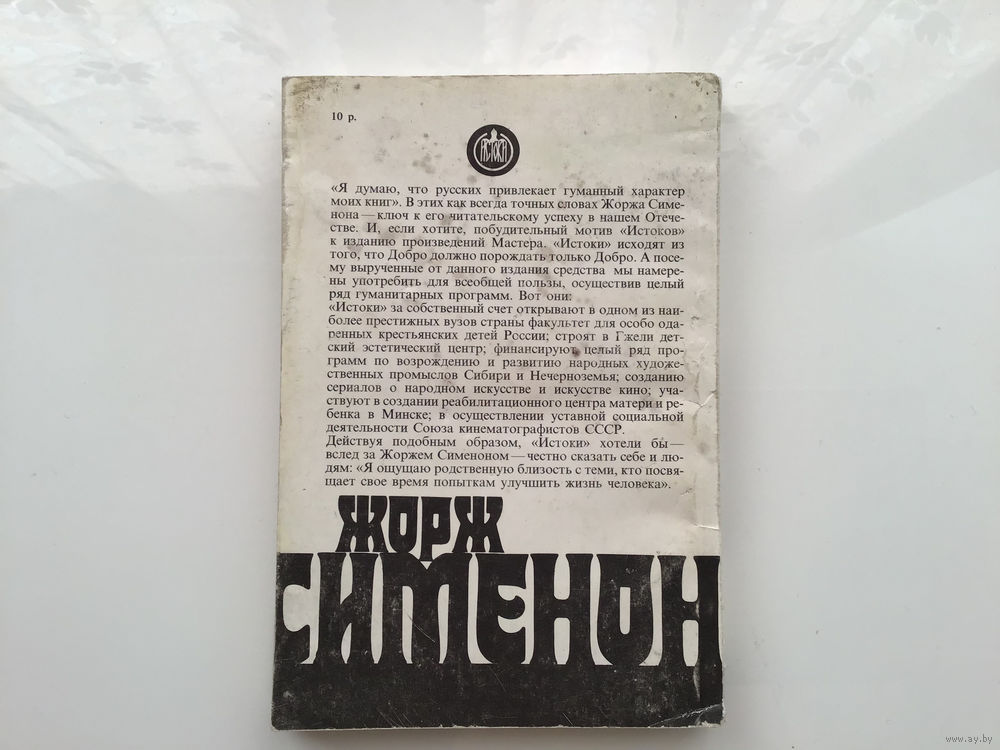 10 р.
ИСТОКИ
«Я думаю, что русских привлекает гуманный характер
моих книг». В этих как всегда точных словах Жоржа Симе-
нона — ключ к его читательскому успеху в нашем Отече-
стве. И, если хотите, побудительный мотив «Истоков»
к изданию произведений Мастера. «Истоки» исходят из
того, что Добро должно порождать только Добро. А посе-
му вырученные от данного издания средства мы намере-
ны употребить для всеобщей пользы, осуществив целый
ряд гуманитарных программ. Вот они:
«Истоки» за собственный счет открывают в одном из наи-
более престижных вузов страны факультет для особо ода-
ренных крестьянских детей России; строят в Гжели дет-
ский эстетический центр; финансируют целый ряд про-
грамм по возрождению и развитию народных художе-
ственных промыслов Сибири и Нечерноземья; созданию
сериалов о народном искусстве и искусстве кино; уча-
ствуют в создании реабилитационного центра матери и ре-
бенка в Минске; в осуществлении уставной социальной
деятельности Союза кинематографистов СССР.
Действуя подобным образом, «Истоки» хотели бы —
вслед за Жоржем Сименоном — честно сказать себе и лю-
дям: «Я ощущаю родственную близость с теми, кто посвя-
щает свое время попыткам улучшить жизнь человека».
ЖОРЖ
СИМЕНОН
www.ay.by